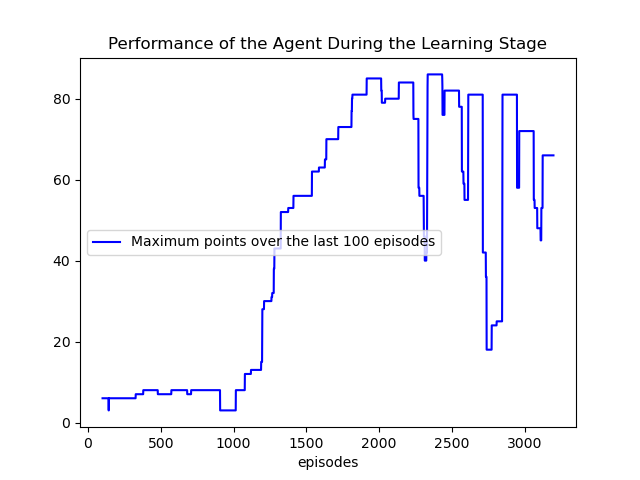 Performance of the Agent During the Learning Stage
80
60
Maximum points over the last 100 episodes
40
20
0
0 500 1000 1500 2000 2500 3000
episodes